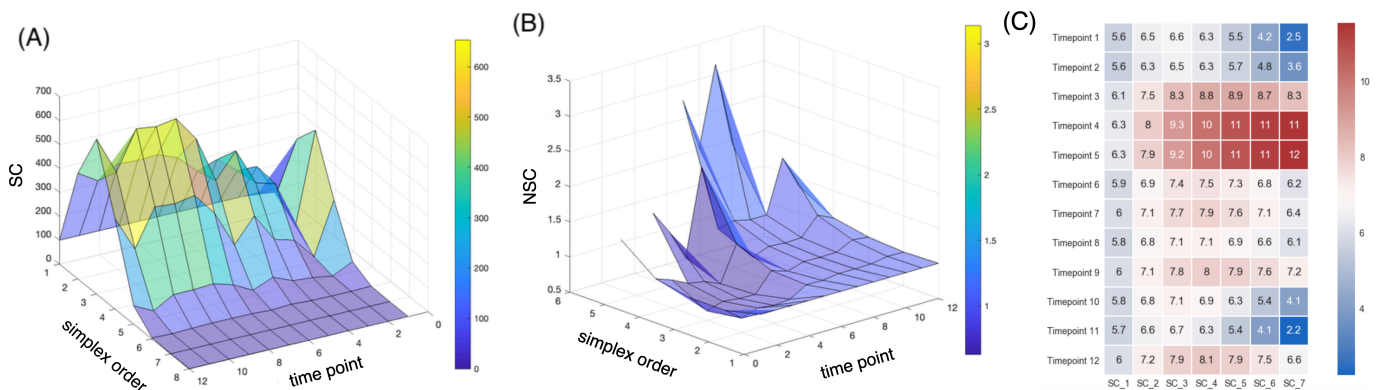 (A)
700
600
500
400
300
200
100
0
SC
1
2
3
4
5
6
7
8
simplex order
12
10
8
6
4
2
0
time point
600
500
400
300
200
100
0
(B)
3.5
3
2.5
2
1.5
1
0.5
NSC
6
5
4
3
2
1
simplex order
0
2
4
6
8
10
12
time point
3
2.5
2
1.5
1
(C)
Timepoint 1 5.6 6.5 6.6 6.3 5.5 4.2 2.5
Timepoint 2 5.6 6.3 6.5 6.3 5.7 4.8 3.6
Timepoint 3 6.1 7.5 8.3 8.8 8.9 8.7 8.3
Timepoint 4 6.3 8 9.3 10 11 11 11
Timepoint 5 6.3 7.9 9.2 10 11 11 12
Timepoint 6 5.9 6.9 7.4 7.5 7.3 6.8 6.2
Timepoint 7 6 7.1 7.7 7.9 7.6 7.1 6.4
Timepoint 8 5.8 6.8 7.1 7.1 6.9 6.6 6.1
Timepoint 9 6 7.1 7.8 8 7.9 7.6 7.2
Timepoint 10 5.8 6.8 7.1 6.9 6.3 5.4 4.1
Timepoint 11 5.7 6.6 6.7 6.3 5.4 4.1 2.2
Timepoint 12 6 7.2 7.9 8.1 7.9 7.5 6.6
SC_1 SC_2 SC_3 SC_4 SC_5 SC_6 SC_7
10
8
6
4